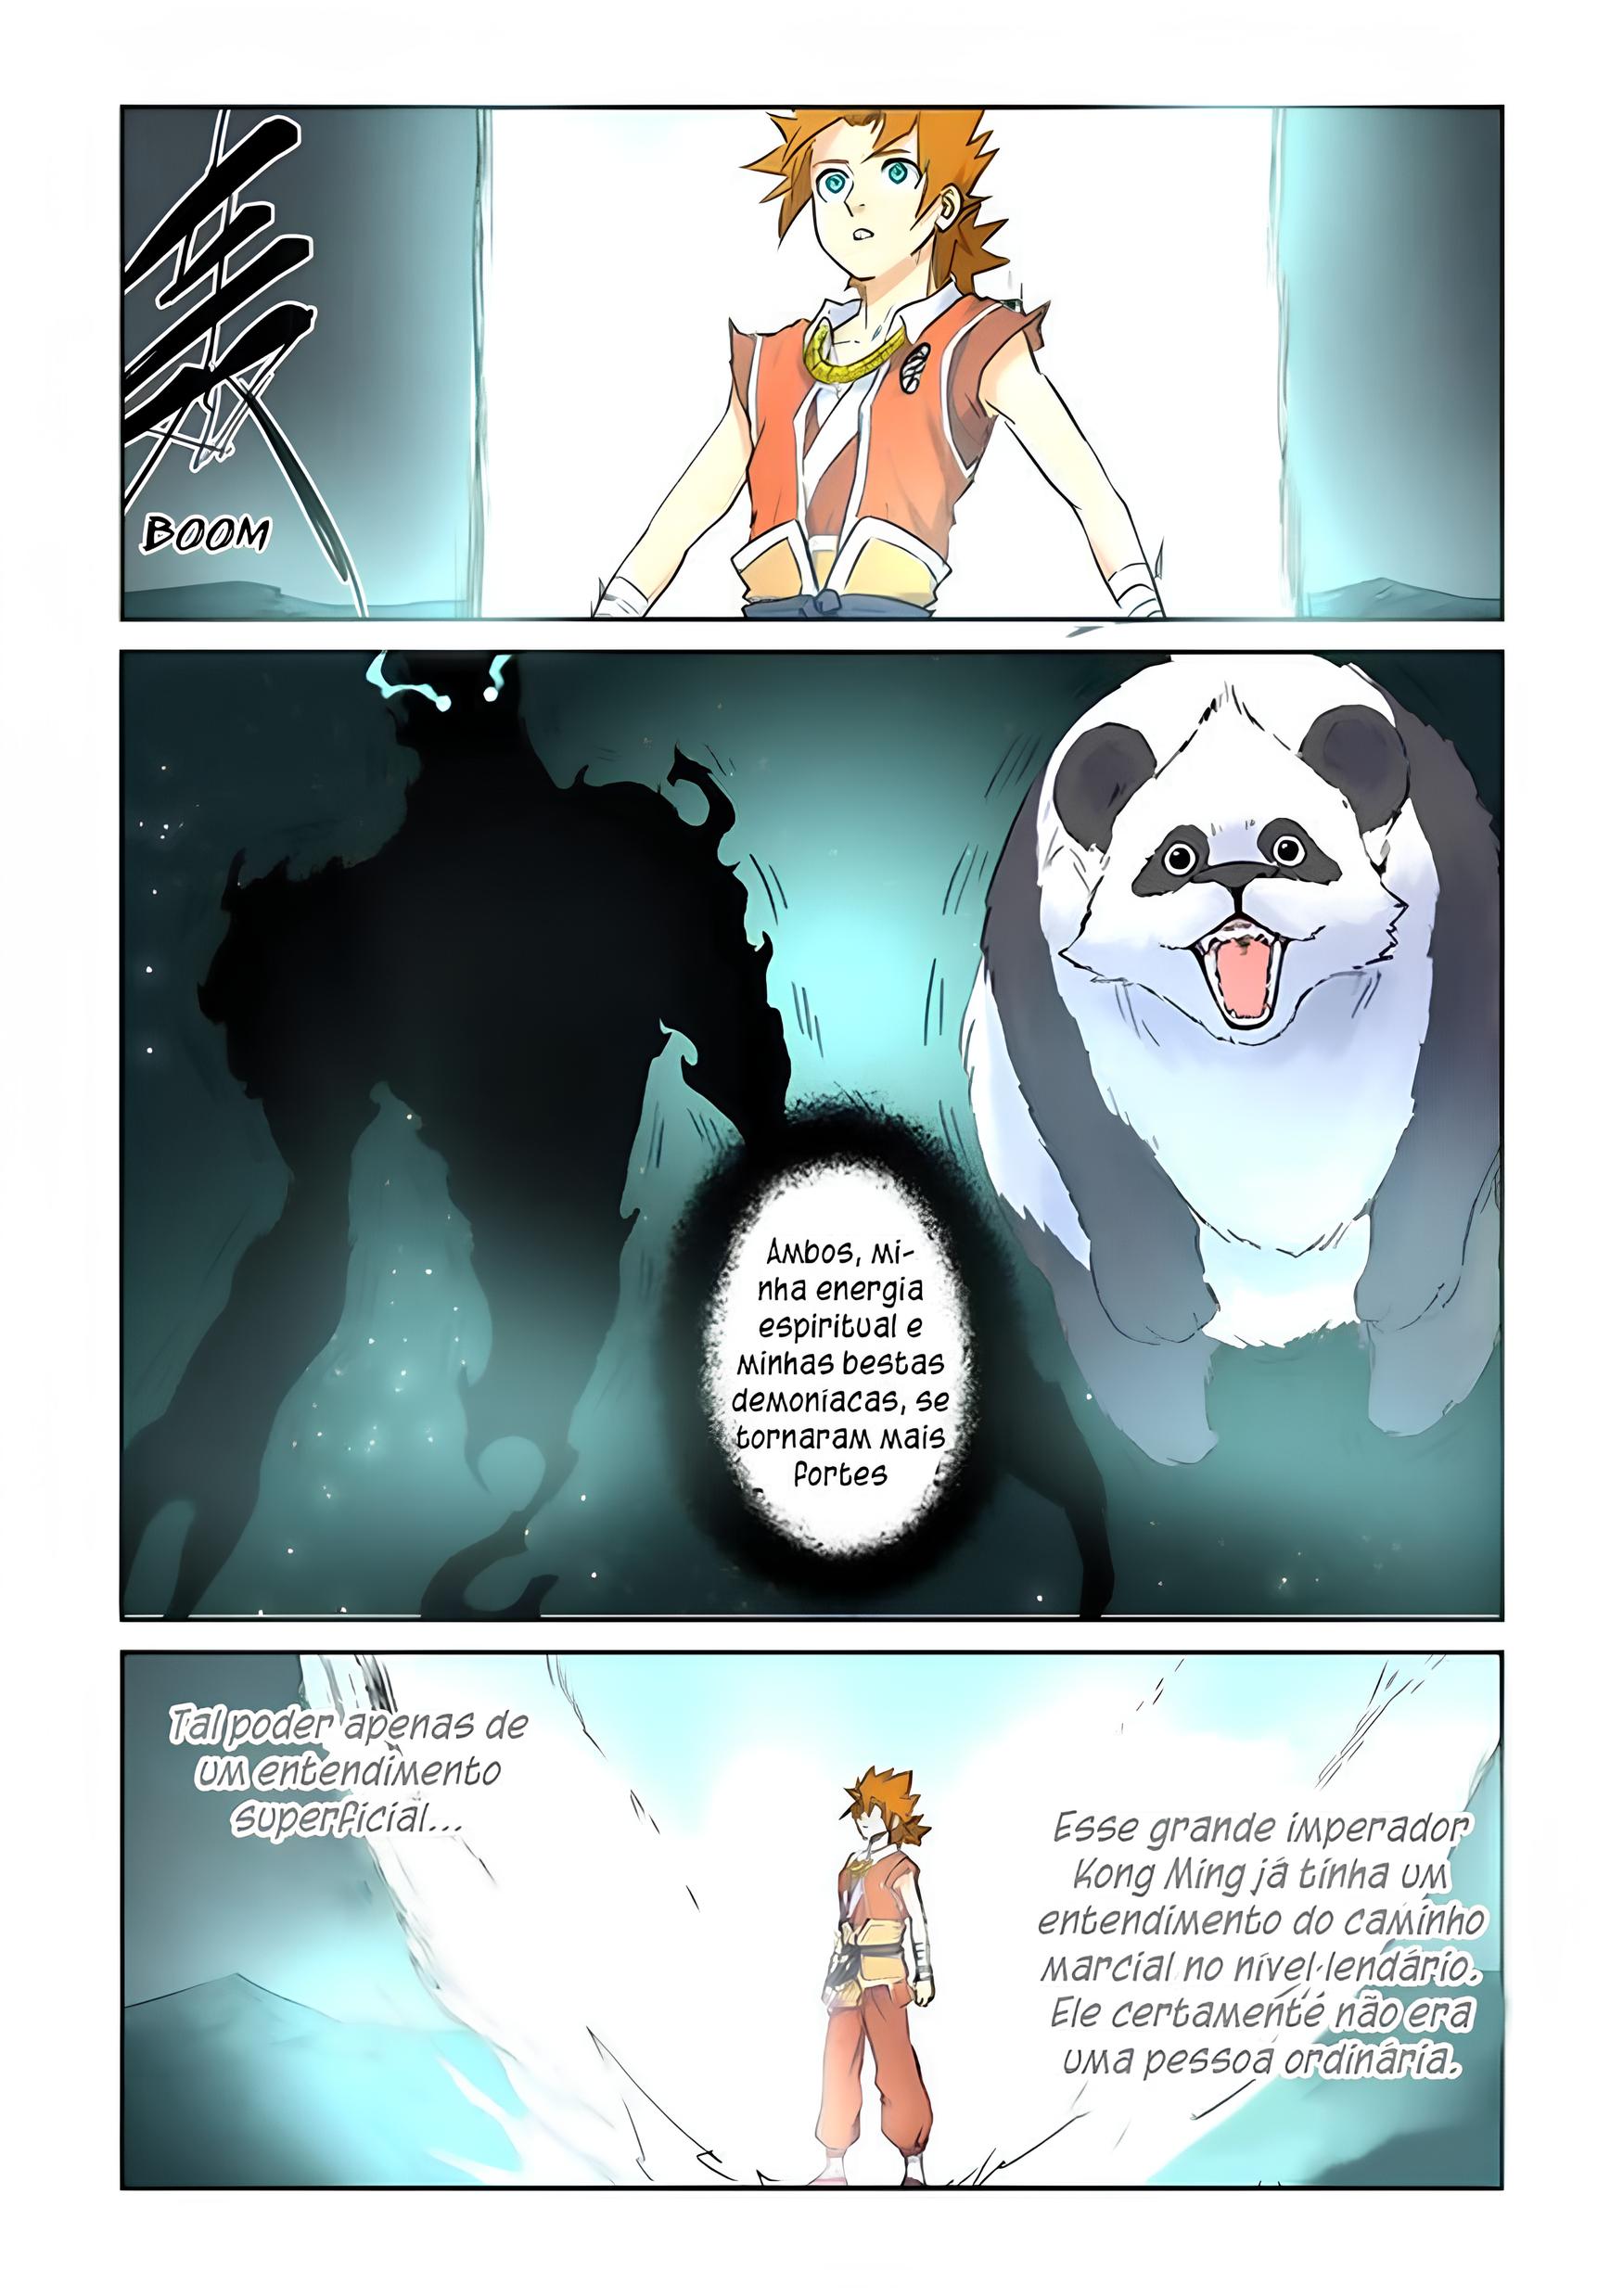 BOOM
Ambos, mi-
nha energia
espiritual e
minhas bestas
demoníacas, se
tornaram mais
fortes
Tal poder apenas de
um entendimento
superficial...
Esse grande imperador
Kong Ming já tinha um
entendimento do caminho
marcial no nível lendário.
Ele certamente não era
uma pessoa ordinária.